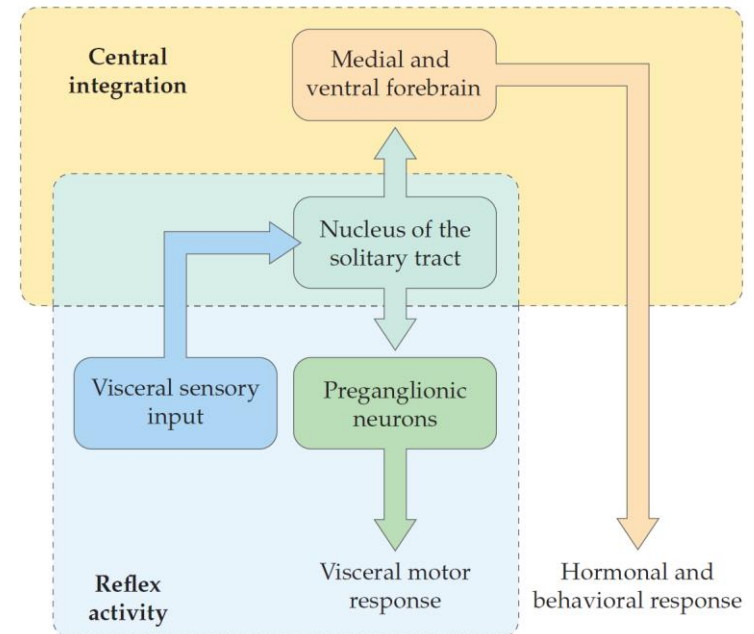 Central
integration
Medial and
ventral forebrain
Nucleus of the
solitary tract
Visceral sensory
input
Preganglionic
neurons
Reflex
activity
Visceral motor
response
Hormonal and
behavioral response